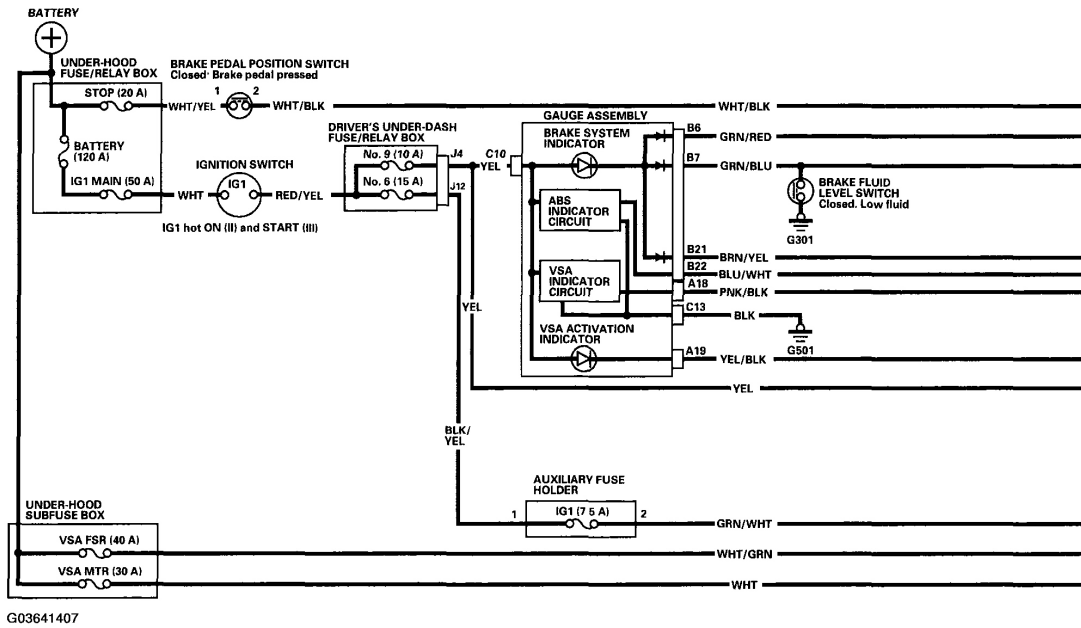 BATTERY
UNDER-HOOD
FUSE/RELAY BOX
STOP (20 A)
WHT/YEL
BRAKE PEDAL POSITION SWITCH
Closed· Brake pedal pressed
1
2
WHT/BLK
WHT/BLK
BATTERY
(120 A)
IG1 MAIN (50 A)
WHT
IGNITION SWITCH
IG1
RED/YEL
IG1 hot ON (II) and START (III)
DRIVER'S UNDER-DASH
FUSE/RELAY BOX
No. 9 (10 A)
No. 6 (15 A)
J4
J12
C10
YEL
GAUGE ASSEMBLY
BRAKE SYSTEM
INDICATOR
ABS
INDICATOR
CIRCUIT
VSA
INDICATOR
CIRCUIT
VSA ACTIVATION
INDICATOR
B6
GRN/RED
B7
GRN/BLU
BRAKE FLUID
LEVEL SWITCH
Closed. Low fluid
G301
B21
BRN/YEL
B22
BLU/WHT
A18
PNK/BLK
C13
BLK
G501
A19
YEL/BLK
YEL
YEL
BLK/
YEL
AUXILIARY FUSE
HOLDER
1
IG1 (7 5 A)
2
GRN/WHT
UNDER-HOOD
SUBFUSE BOX
VSA FSR (40 A)
WHT/GRN
VSA MTR (30 A)
WHT
G03641407